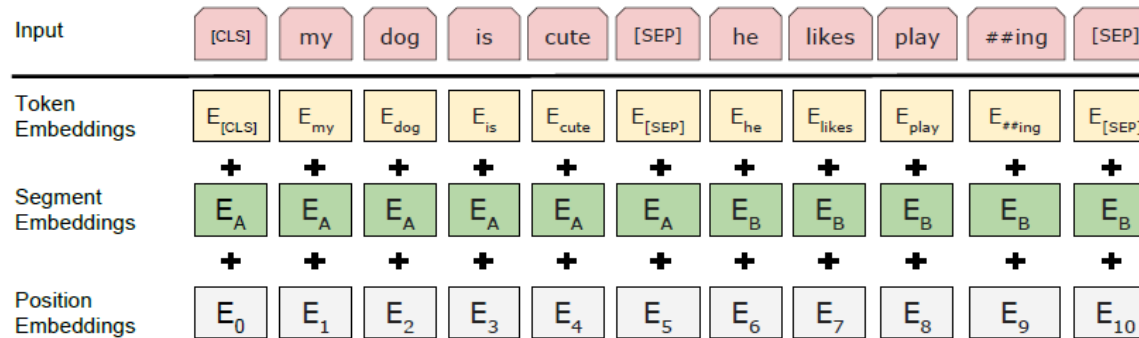 Input [CLS] my dog is cute [SEP] he likes play ##ing [SEP]
Token Embeddings E[CLS] Emy Edog Eis Ecute E[SEP] Ehe Elikes Eplay E##ing E[SEP]
+ + + + + + + + + + +
Segment Embeddings EA EA EA EA EA EA EB EB EB EB EB
+ + + + + + + + + + +
Position Embeddings E0 E1 E2 E3 E4 E5 E6 E7 E8 E9 E10